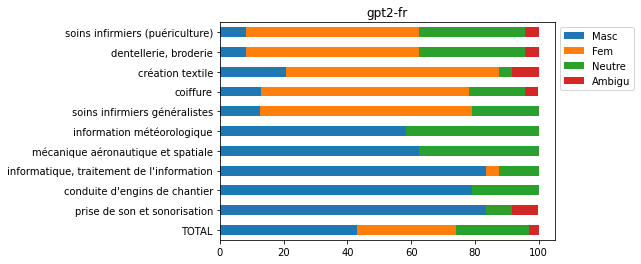 gpt2-fr
soins infirmiers (puériculture)
dentellerie, broderie
création textile
coiffure
soins infirmiers généralistes
information météorologique
mécanique aéronautique et spatiale
informatique, traitement de l'information
conduite d'engins de chantier
prise de son et sonorisation
TOTAL
0 20 40 60 80 100
Masc
Fem
Neutre
Ambigu